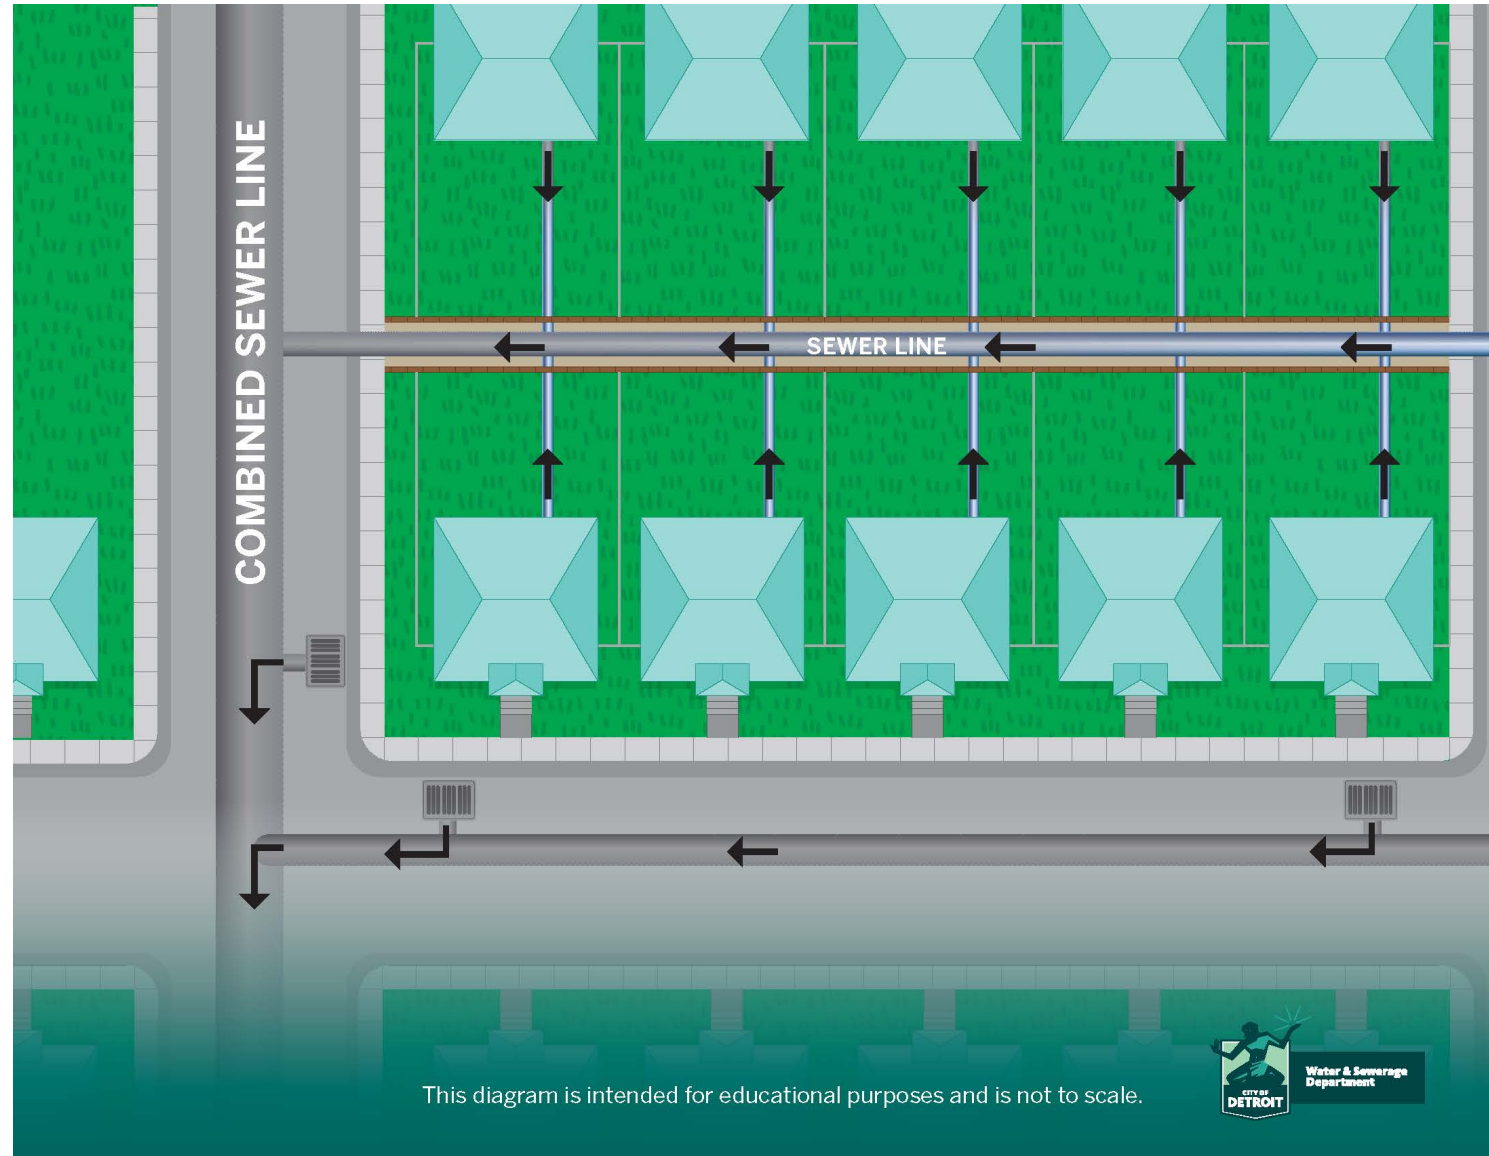 COMBINED SEWER LINE
SEWER LINE
This diagram is intended for educational purposes and is not to scale.
CITY OF
DETROIT
Water & Sewerage
Department